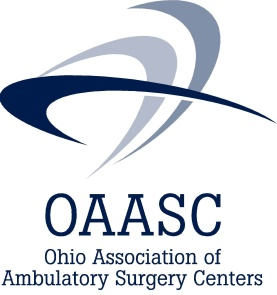 OAASC
Ohio Association of
Ambulatory Surgery Centers